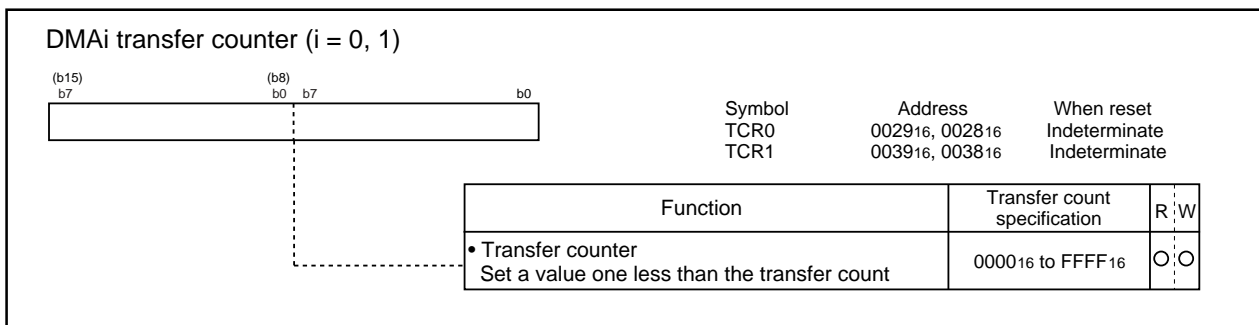 DMAi transfer counter (i = 0, 1)
(b15) (b8)
b7 b0 b7 b0
Symbol Address When reset
TCR0 002916, 002816 Indeterminate
TCR1 003916, 003816 Indeterminate
Function Transfer count specification R W
• Transfer counter
Set a value one less than the transfer count 000016 to FFFF16 O O